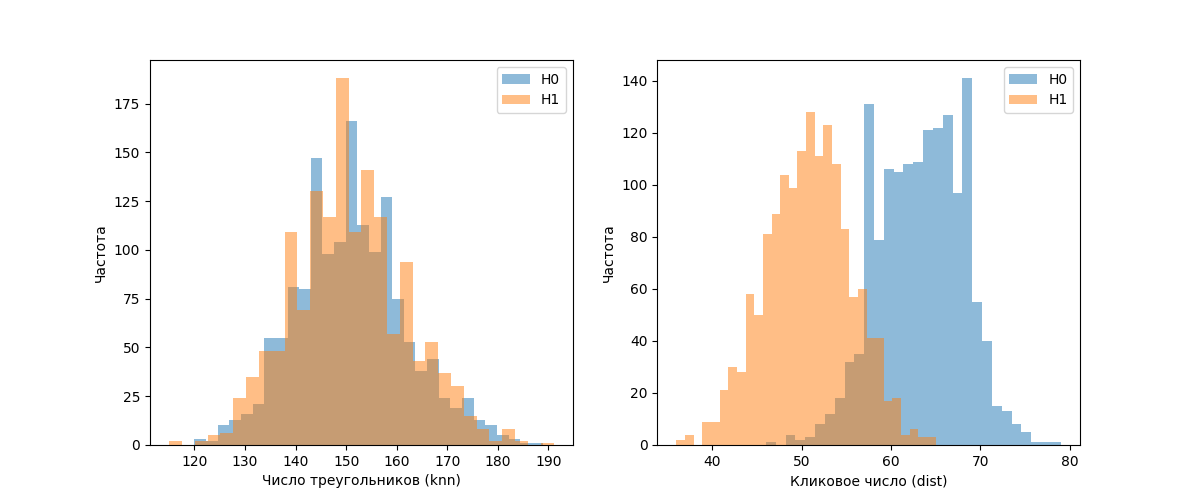 H0
H1
175
150
125
100
75
50
25
0
Частота
120 130 140 150 160 170 180 190
Число треугольников (knn)
H0
H1
140
120
100
80
60
40
20
0
Частота
40 50 60 70 80
Кликовое число (dist)